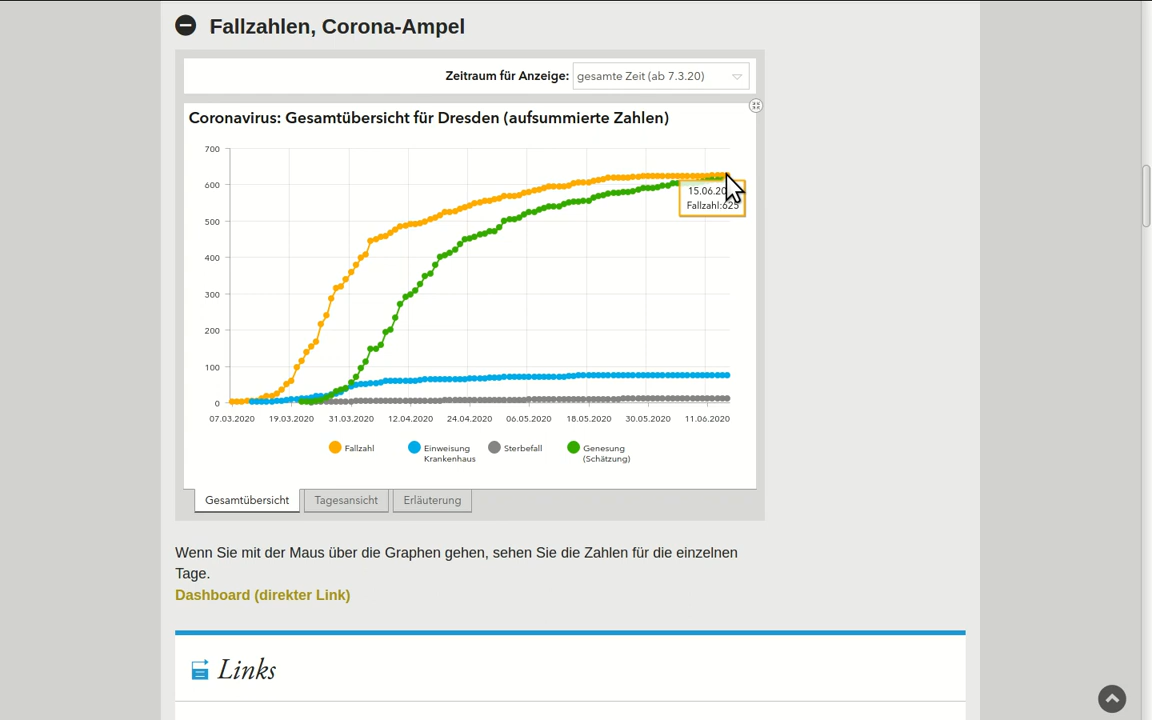 Fallzahlen, Corona-Ampel
Zeitraum für Anzeige: gesamte Zeit (ab 7.3.20)
Coronavirus: Gesamtübersicht für Dresden (aufsummierte Zahlen)
700
600
500
400
300
200
100
0
15.06.20
Fallzahl:625
07.03.2020 19.03.2020 31.03.2020 12.04.2020 24.04.2020 06.05.2020 18.05.2020 30.05.2020 11.06.2020
Fallzahl
Einweisung
Krankenhaus
Sterbefall
Genesung
(Schätzung)
Gesamtübersicht Tagesansicht Erläuterung
Wenn Sie mit der Maus über die Graphen gehen, sehen Sie die Zahlen für die einzelnen
Tage.
Dashboard (direkter Link)
Links